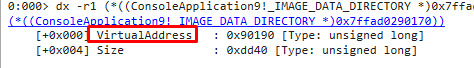 0:000> dx -r1 (*((ConsoleApplication9!_IMAGE_DATA_DIRECTORY *)0x7ffad0290170))
(*((ConsoleApplication9!_IMAGE_DATA_DIRECTORY *)0x7ffad0290170))
[+0x000] VirtualAddress : 0x90190 [Type: unsigned long]
[+0x004] Size : 0xdd40 [Type: unsigned long]